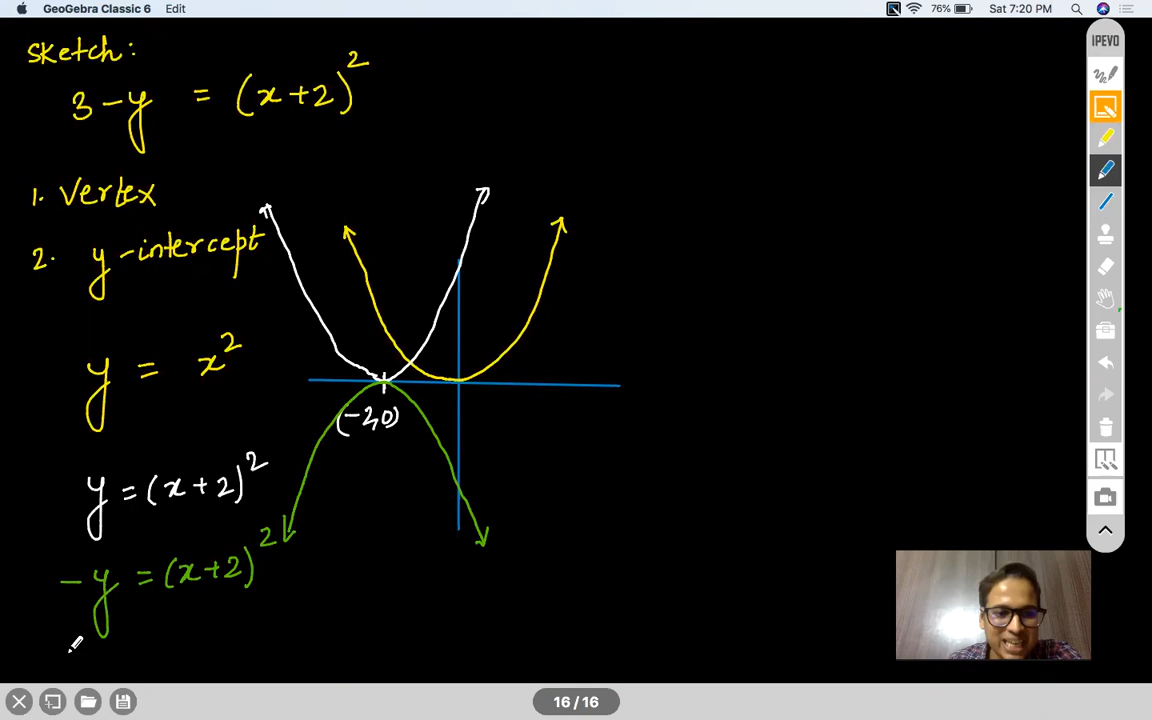 GeoGebra Classic 6 Edit 76% Sat 7:20 PM
IPEVO
Sketch:
3 - y = (x+2)²
1. Vertex
2. y-intercept
y = x²
(-2,0)
y = (x+2)²
-y = (x+2)²
16/16